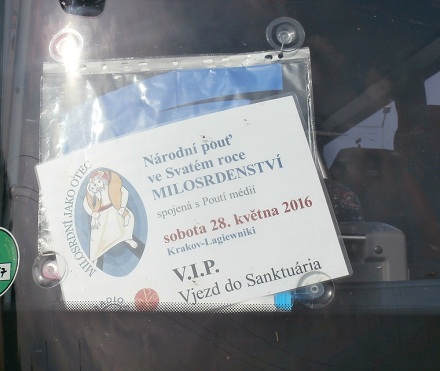 MILOSRDNÍ JAKO OTEC
Národní pouť
ve Svatém roce
MILOSRDENSTVÍ
spojená s Poutí médií
sobota 28. května 2016
Krakov-Lagiewniki
V.I.P.
Vjezd do Sanktuária